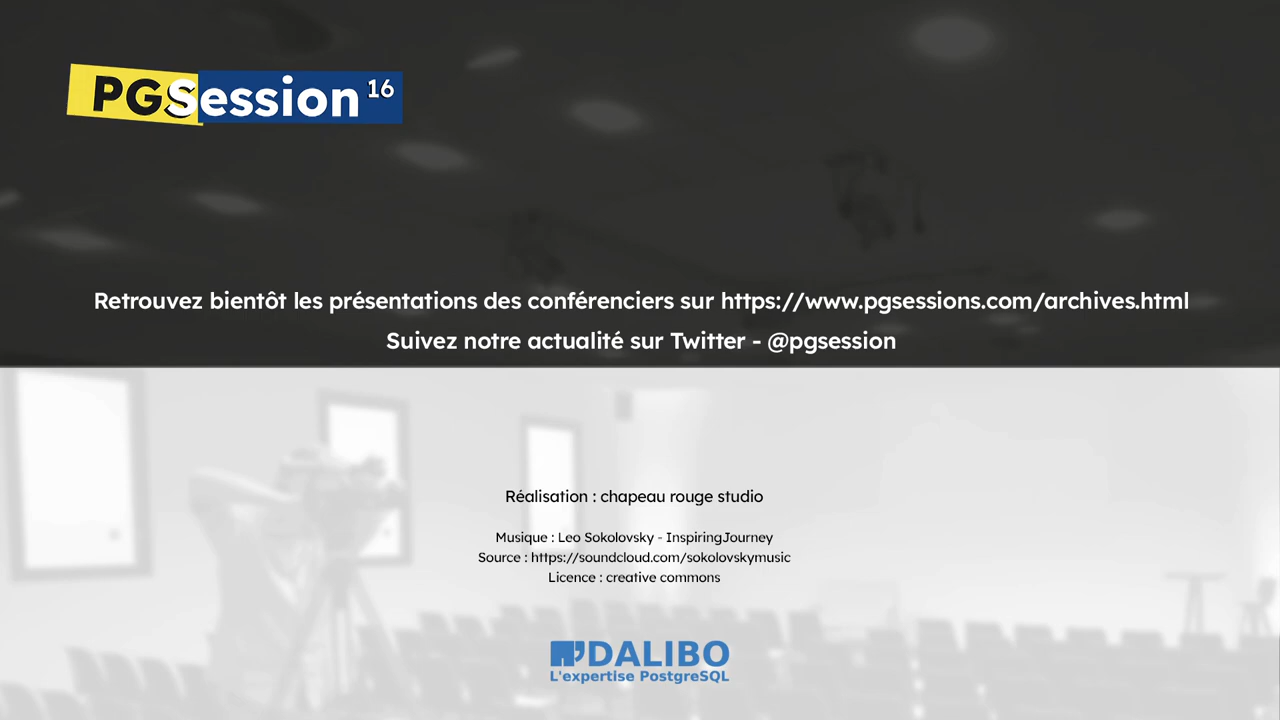 PGSession 16
Retrouvez bientôt les présentations des conférenciers sur https://www.pgsessions.com/archives.html
Suivez notre actualité sur Twitter - @pgsession
Réalisation : chapeau rouge studio
Musique : Leo Sokolovsky - InspiringJourney
Source : https://soundcloud.com/sokolovskymusic
Licence : creative commons
DALIBO
L'expertise PostgreSQL